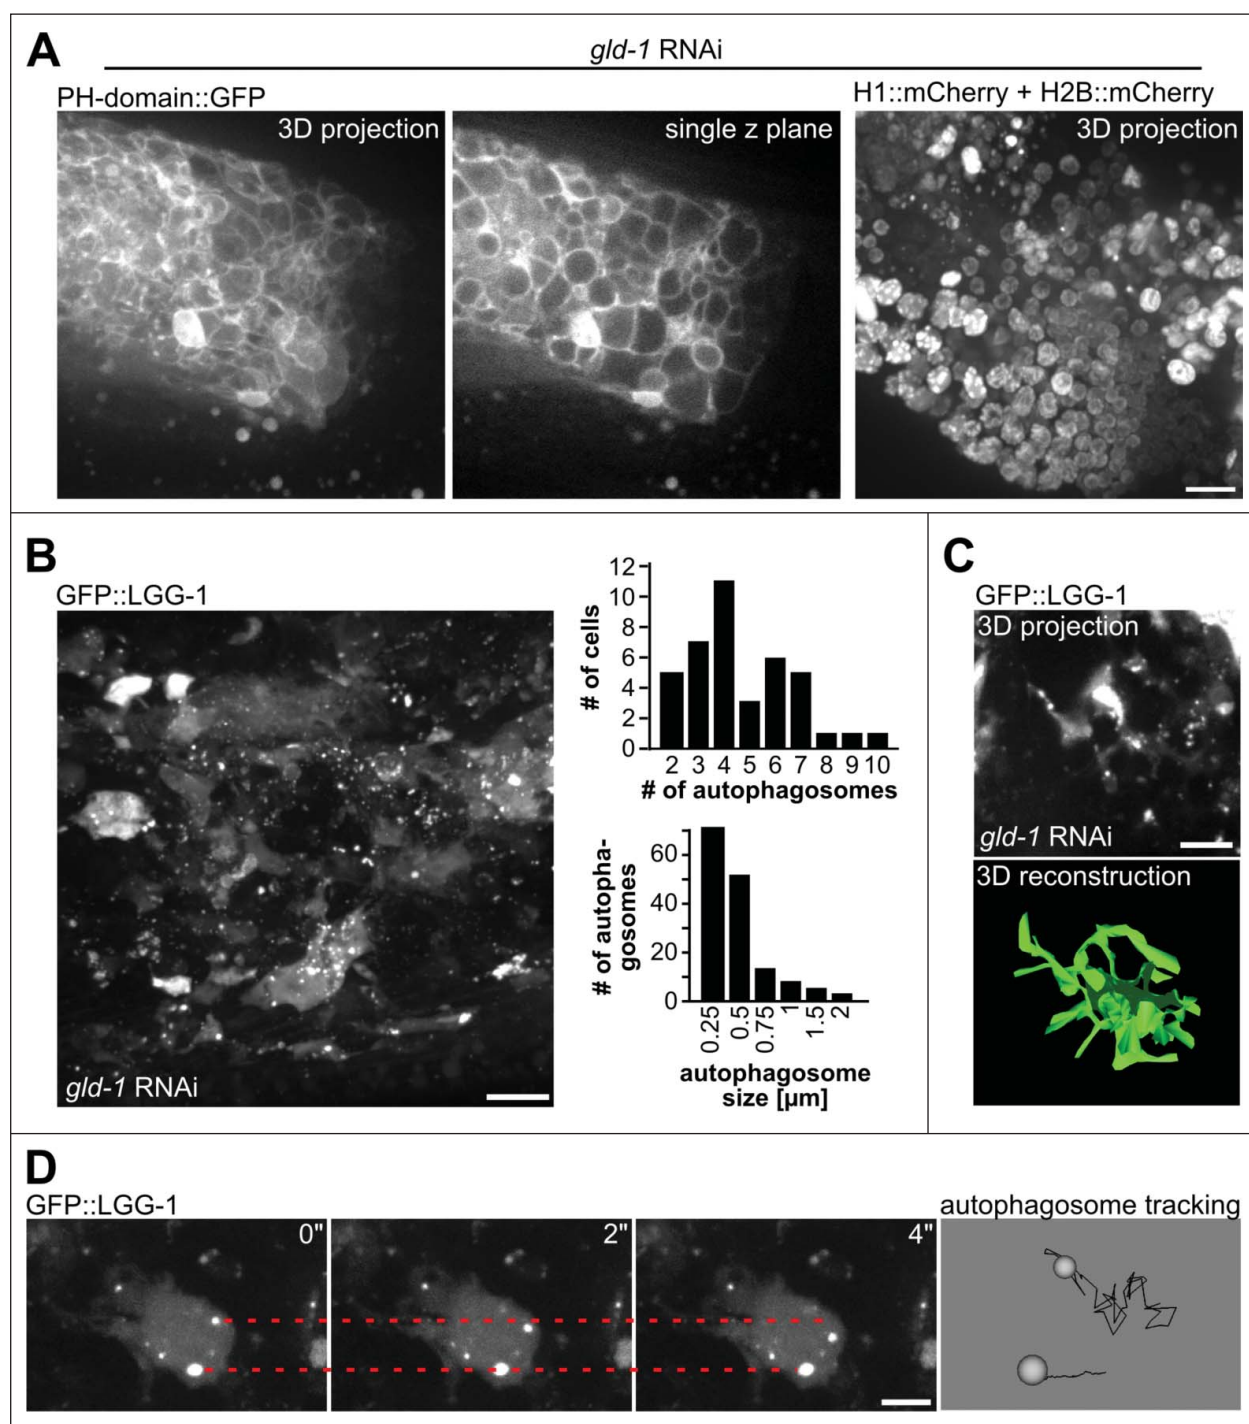 A
gld-1 RNAi
PH-domain::GFP
H1::mCherry + H2B::mCherry
3D projection
single z plane
3D projection
B
GFP::LGG-1
gld-1 RNAi
12
10
8
6
4
2
0
# of cells
2 3 4 5 6 7 8 9 10
# of autophagosomes
60
40
20
0
# of autopha-
gosomes
0.25 0.5 0.75 1 1.5 2
autophagosome
size [µm]
C
GFP::LGG-1
3D projection
gld-1 RNAi
3D reconstruction
D
GFP::LGG-1
autophagosome tracking
0" 2" 4"